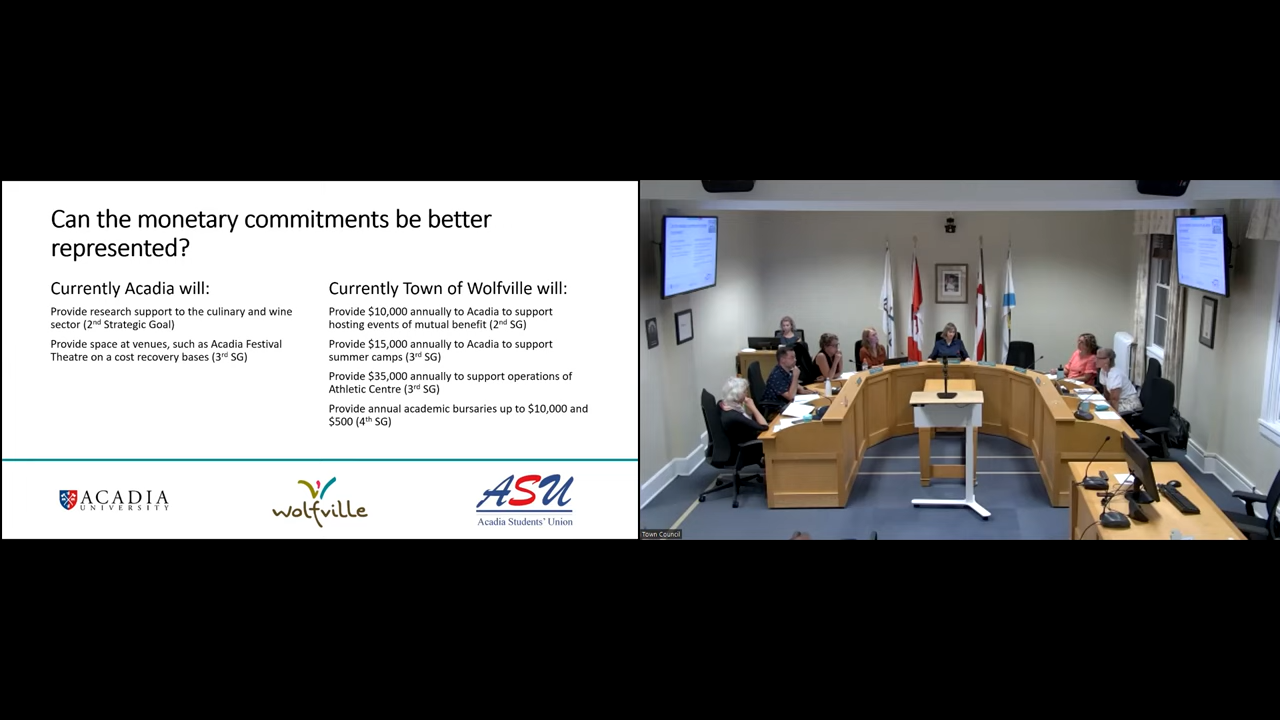 Can the monetary commitments be better
represented?
Currently Acadia will:
Provide research support to the culinary and wine
sector (2nd Strategic Goal)
Provide space at venues, such as Acadia Festival
Theatre on a cost recovery bases (3rd SG)
Currently Town of Wolfville will:
Provide $10,000 annually to Acadia to support
hosting events of mutual benefit (2nd SG)
Provide $15,000 annually to Acadia to support
summer camps (3rd SG)
Provide $35,000 annually to support operations of
Athletic Centre (3rd SG)
Provide annual academic bursaries up to $10,000 and
$500 (4th SG)
ACADIA
UNIVERSITY
wolfville
ASU
Acadia Students' Union
Town Council